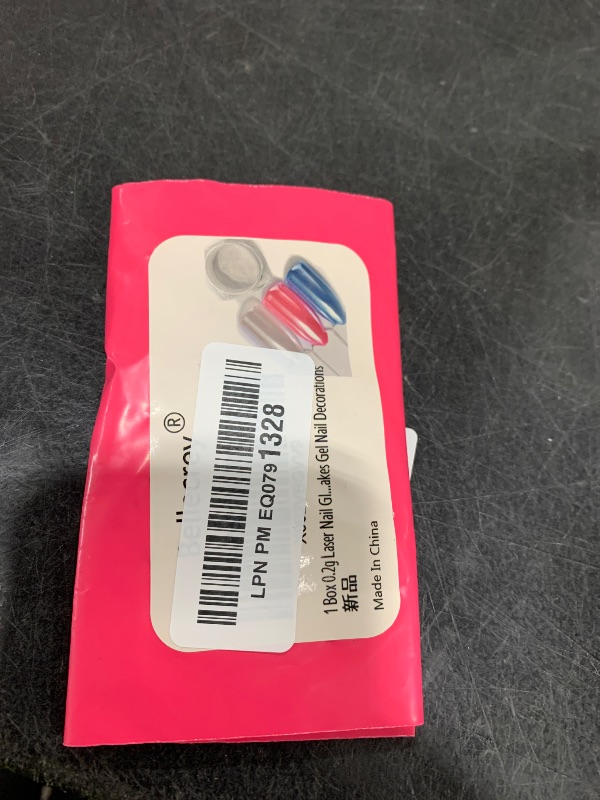 ®
LPN PM EQ0791328
1 Box 0.2g Laser Nail Gl...akes Gel Nail Decorations
新品
Made In China